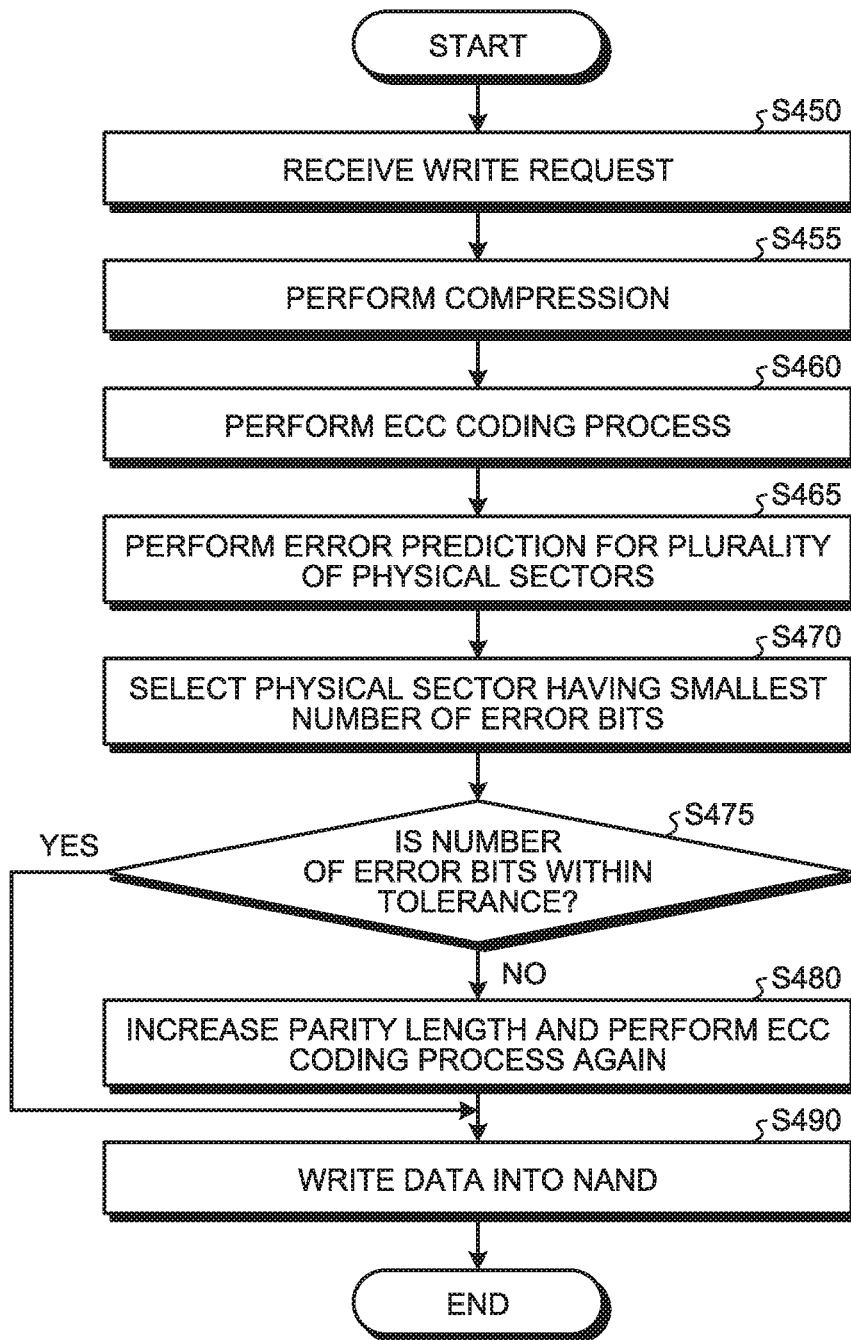 START
S450
RECEIVE WRITE REQUEST
S455
PERFORM COMPRESSION
S460
PERFORM ECC CODING PROCESS
S465
PERFORM ERROR PREDICTION FOR PLURALITY
OF PHYSICAL SECTORS
S470
SELECT PHYSICAL SECTOR HAVING SMALLEST
NUMBER OF ERROR BITS
S475
YES
IS NUMBER
OF ERROR BITS WITHIN
TOLERANCE?
NO
S480
INCREASE PARITY LENGTH AND PERFORM ECC
CODING PROCESS AGAIN
S490
WRITE DATA INTO NAND
END